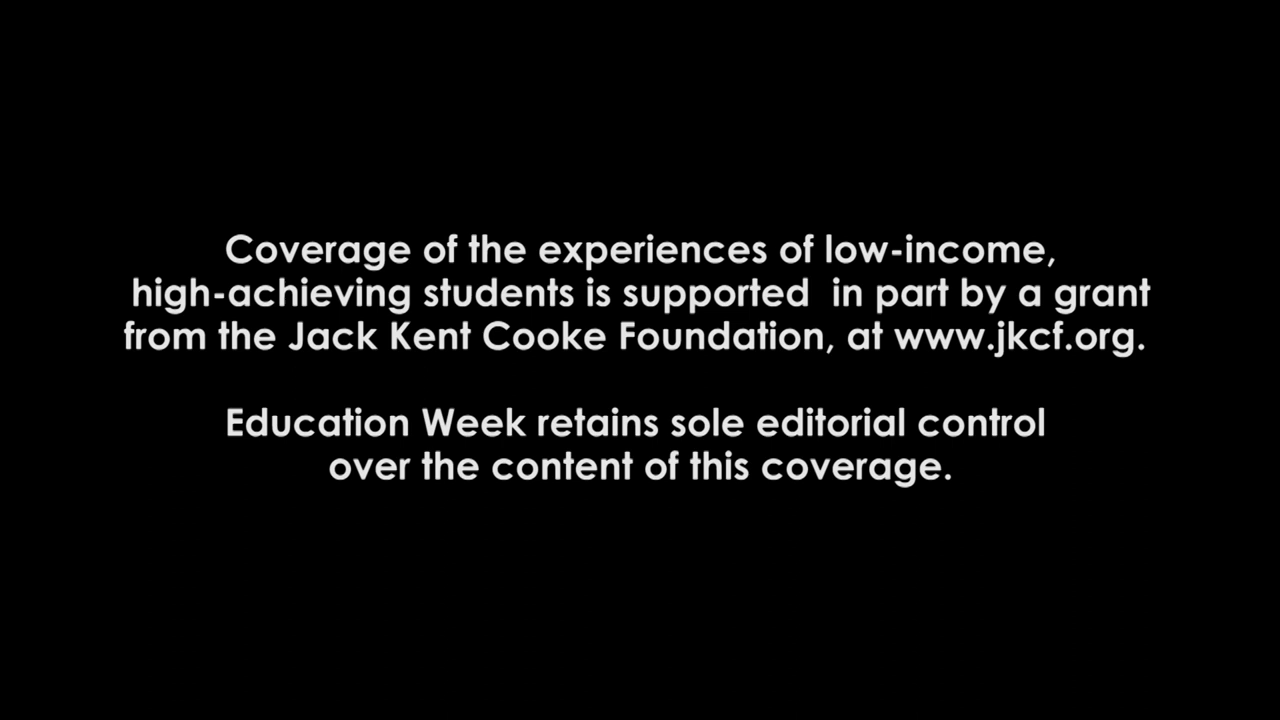 Coverage of the experiences of low-income,
high-achieving students is supported  in part by a grant
from the Jack Kent Cooke Foundation, at www.jkcf.org.
Education Week retains sole editorial control
over the content of this coverage.